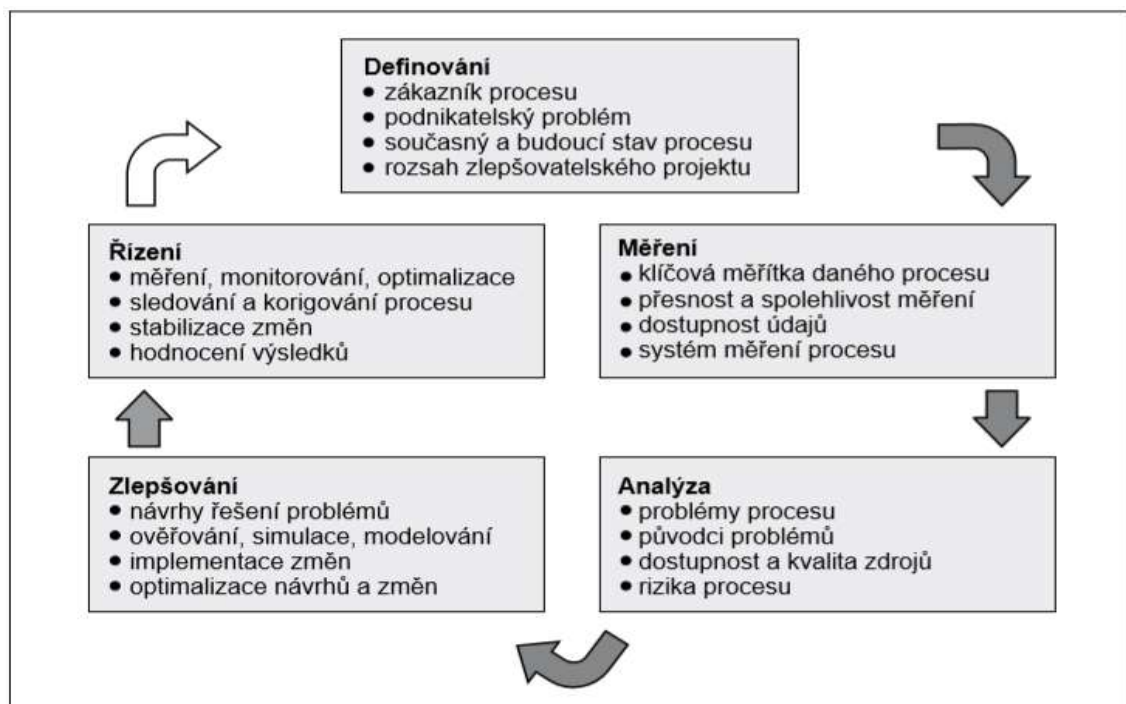 Definování
● zákazník procesu
● podnikatelský problém
● současný a budoucí stav procesu
● rozsah zlepšovatelského projektu
Měření
● klíčová měřítka daného procesu
● přesnost a spolehlivost měření
● dostupnost údajů
● systém měření procesu
Analýza
● problémy procesu
● původci problémů
● dostupnost a kvalita zdrojů
● rizika procesu
Zlepšování
● návrhy řešení problémů
● ověřování, simulace, modelování
● implementace změn
● optimalizace návrhů a změn
Řízení
● měření, monitorování, optimalizace
● sledování a korigování procesu
● stabilizace změn
● hodnocení výsledků